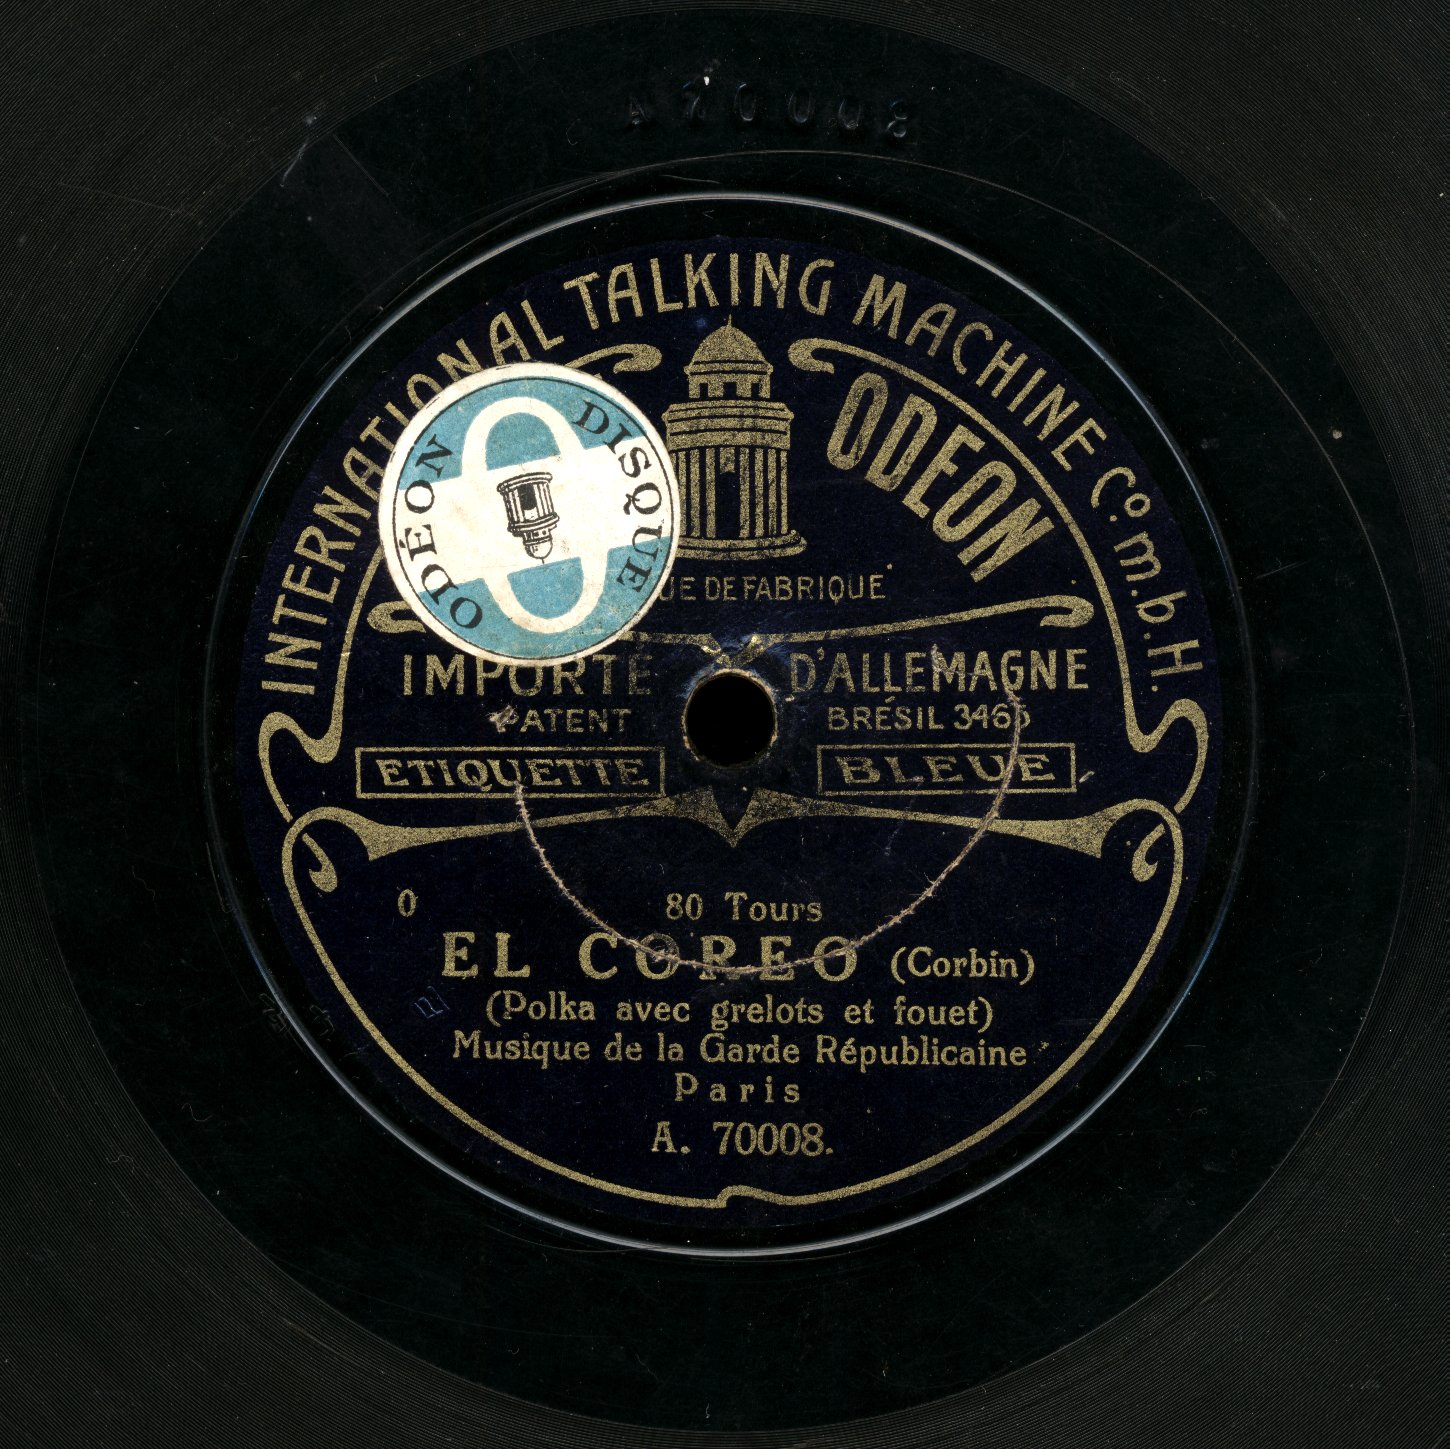 A70008
INTERNATIONAL TALKING MACHINE Co. m. b. H.
ODEON
ODÉON DISQUE
DE FABRIQUE
IMPORTÉ D'ALLEMAGNE
PATENT BRÉSIL 3465
ETIQUETTE BLEUE
0 80 Tours
EL COREO (Corbin)
(Polka avec grelots et fouet)
Musique de la Garde Républicaine
Paris
A. 70008.